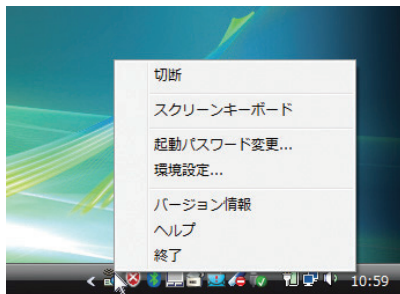 切断
スクリーンキーボード
起動パスワード変更...
環境設定...
バージョン情報
ヘルプ
終了
10:59